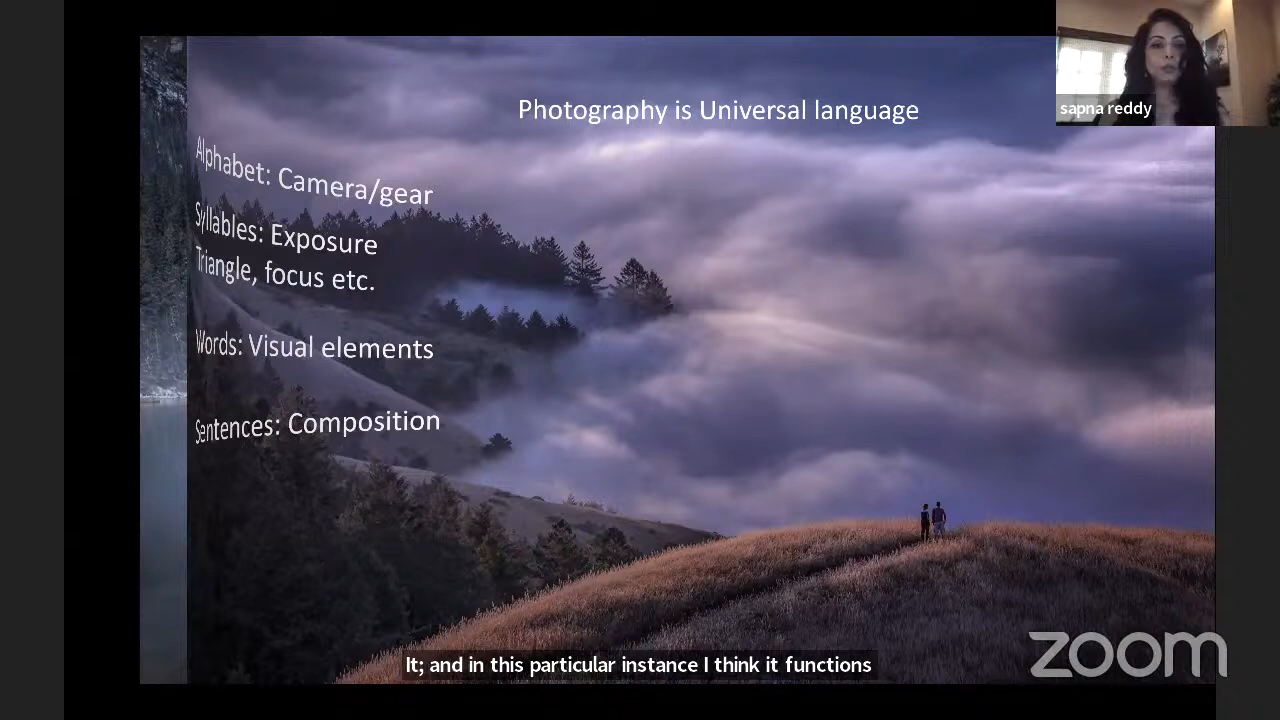 Photography is Universal language
sapna reddy
Alphabet: Camera/gear
Syllables: Exposure
Triangle, focus etc.
Words: Visual elements
Sentences: Composition
It; and in this particular instance I think it functions
zoom